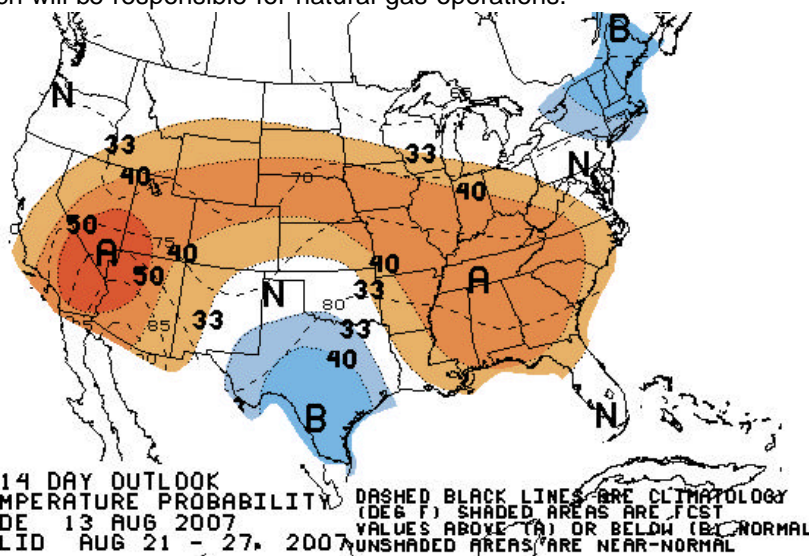 will be responsible for natural gas operations.
B
N
65
33
33
N
40
70
40
50
A
75
40
40
A
50
N
33
80
85
33
33
40
B
N
14 DAY OUTLOOK
MPERATURE PROBABILITY
DE 13 AUG 2007
LID AUG 21 - 27, 2007
DASHED BLACK LINES ARE CLIMATOLOGY
(DEG F) SHADED AREAS ARE FCST
VALUES ABOVE (A) OR BELOW (B) NORMAL
UNSHADED AREAS ARE NEAR-NORMAL